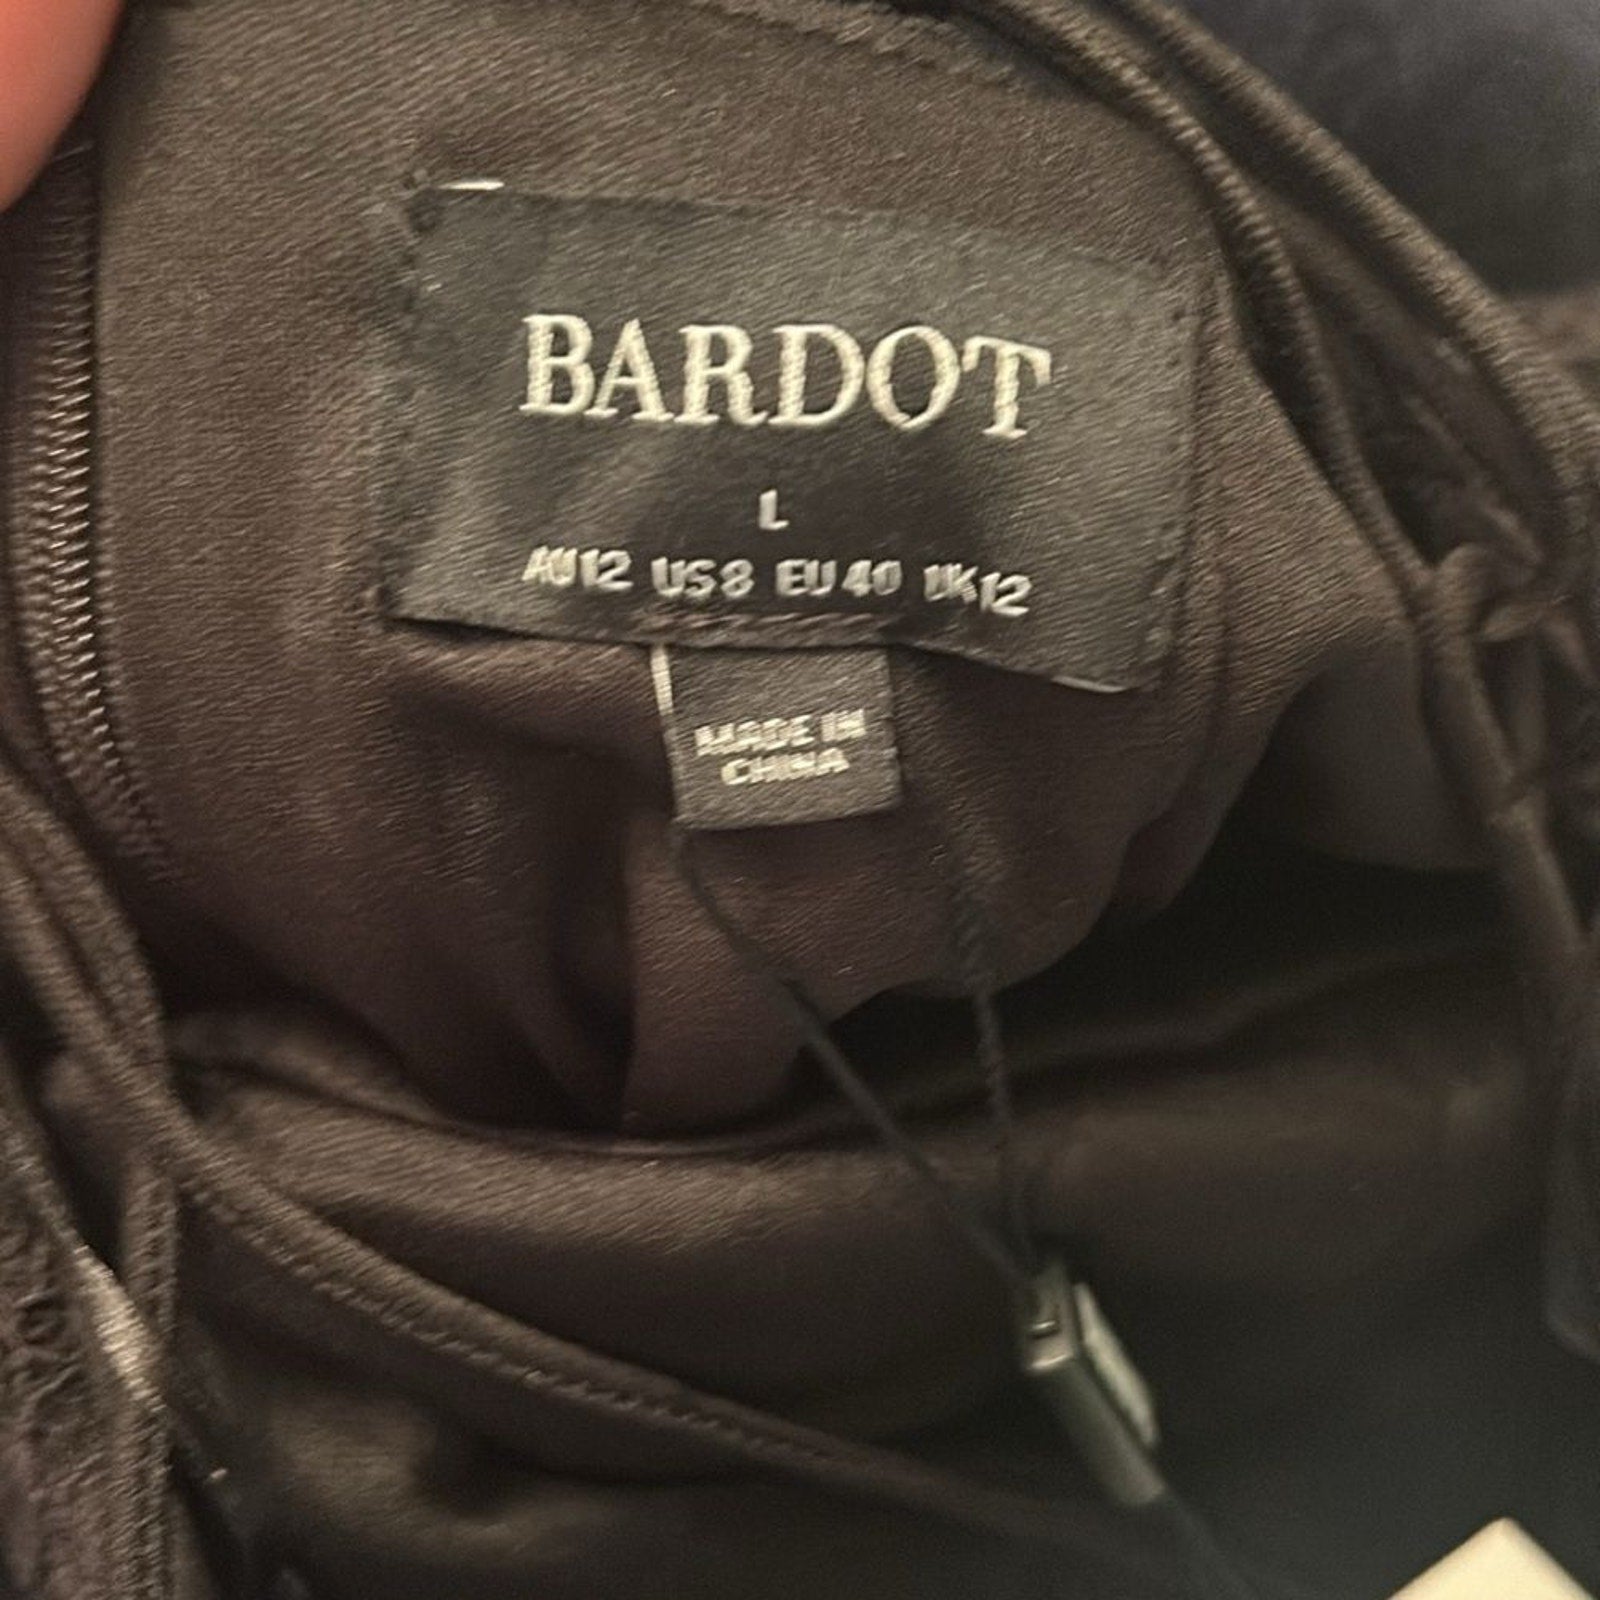 BARDOT
L
AU12 US8 EU40 UK12
MADE IN
CHINA